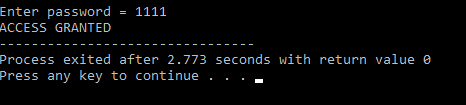 Enter password = 1111
ACCESS GRANTED
--------------------------------
Process exited after 2.773 seconds with return value 0
Press any key to continue . . .